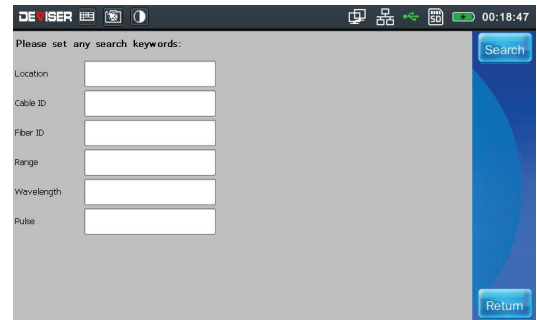 DEVISER SD 00:18:47
Please set any search keywords:
Search
Location
Cable ID
Fiber ID
Range
Wavelength
Pulse
Return